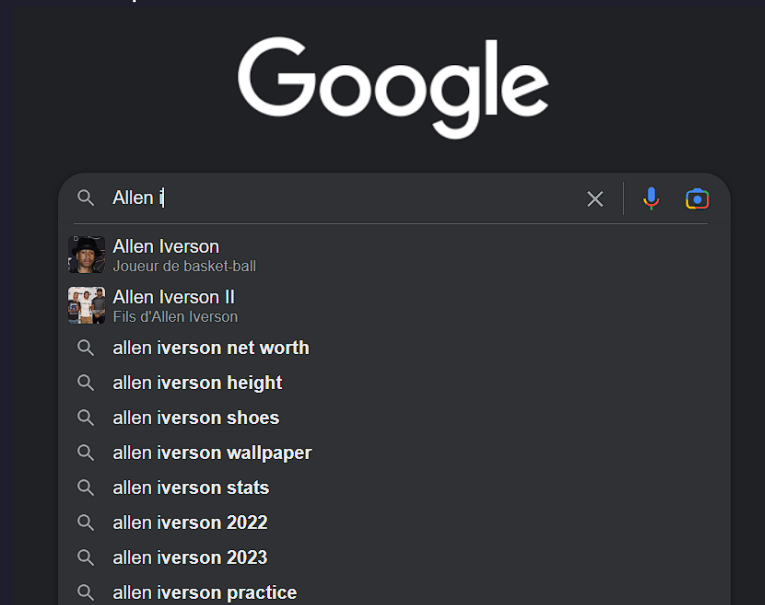 Google
Allen i
Allen Iverson
Joueur de basket-ball
Allen Iverson II
Fils d'Allen Iverson
allen iverson net worth
allen iverson height
allen iverson shoes
allen iverson wallpaper
allen iverson stats
allen iverson 2022
allen iverson 2023
allen iverson practice